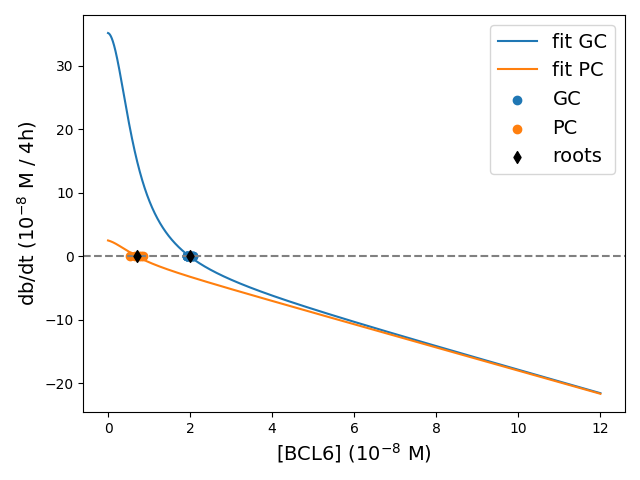 fit GC
fit PC
GC
PC
roots
30
20
10
0
−10
−20
db/dt (10⁻⁸ M / 4h)
0 2 4 6 8 10 12
[BCL6] (10⁻⁸ M)